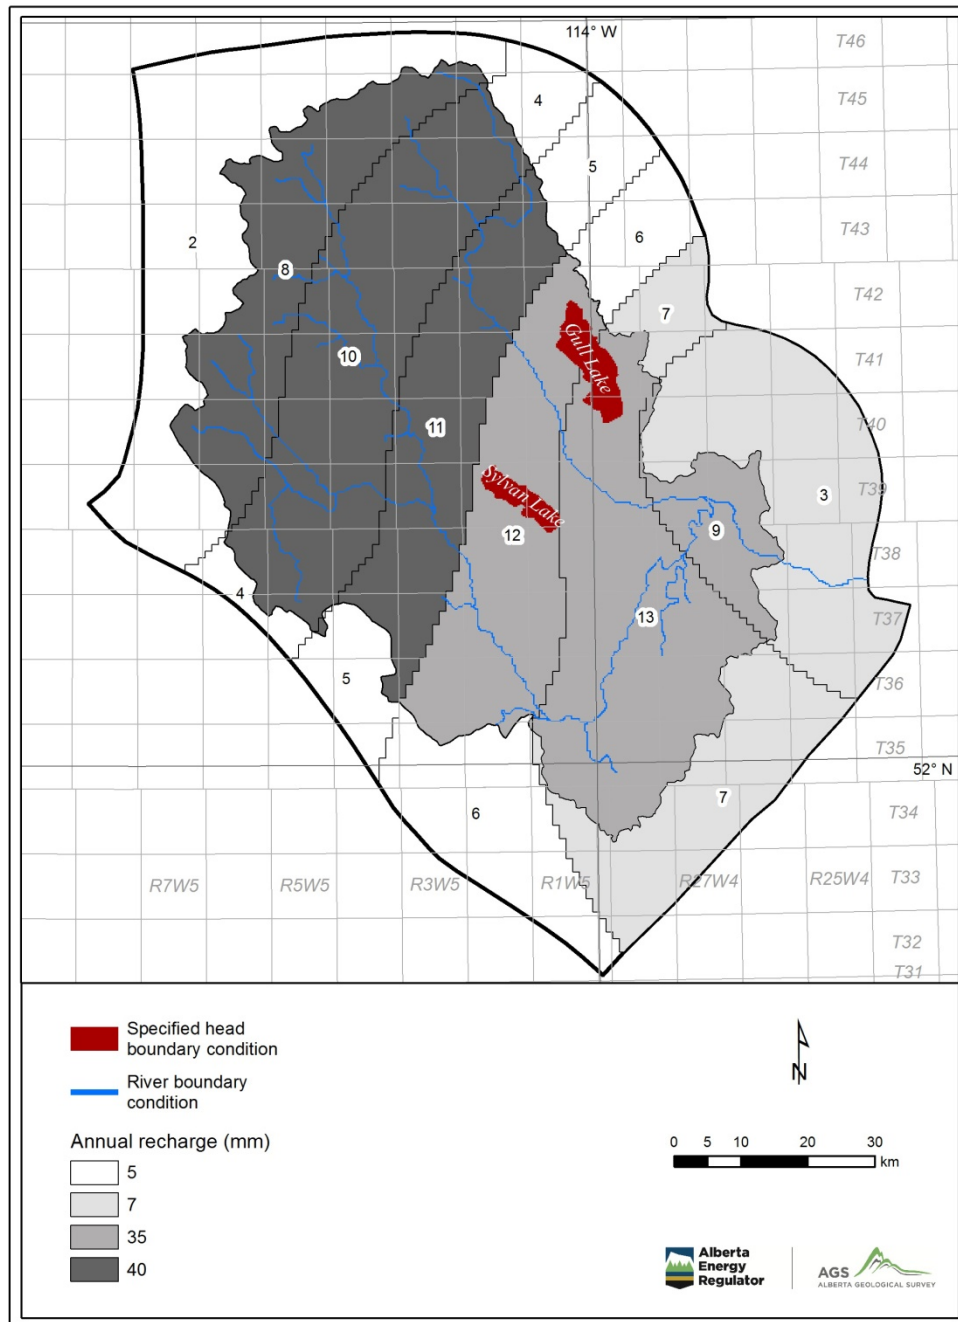 114° W
T46
4
T45
5
T44
6
T43
2
8
T42
7
Gull Lake
10
T41
11
T40
Sylvan Lake
3
T39
12
9
T38
4
13
T37
5
T36
T35
52° N
7
6
T34
R7W5
R5W5
R3W5
R1W5
R27W4
R25W4
T33
T32
T31
Specified head
boundary condition
River boundary
condition
N
Annual recharge (mm)
5
7
35
40
0 5 10 20 30
km
Alberta
Energy
Regulator
AGS
ALBERTA GEOLOGICAL SURVEY